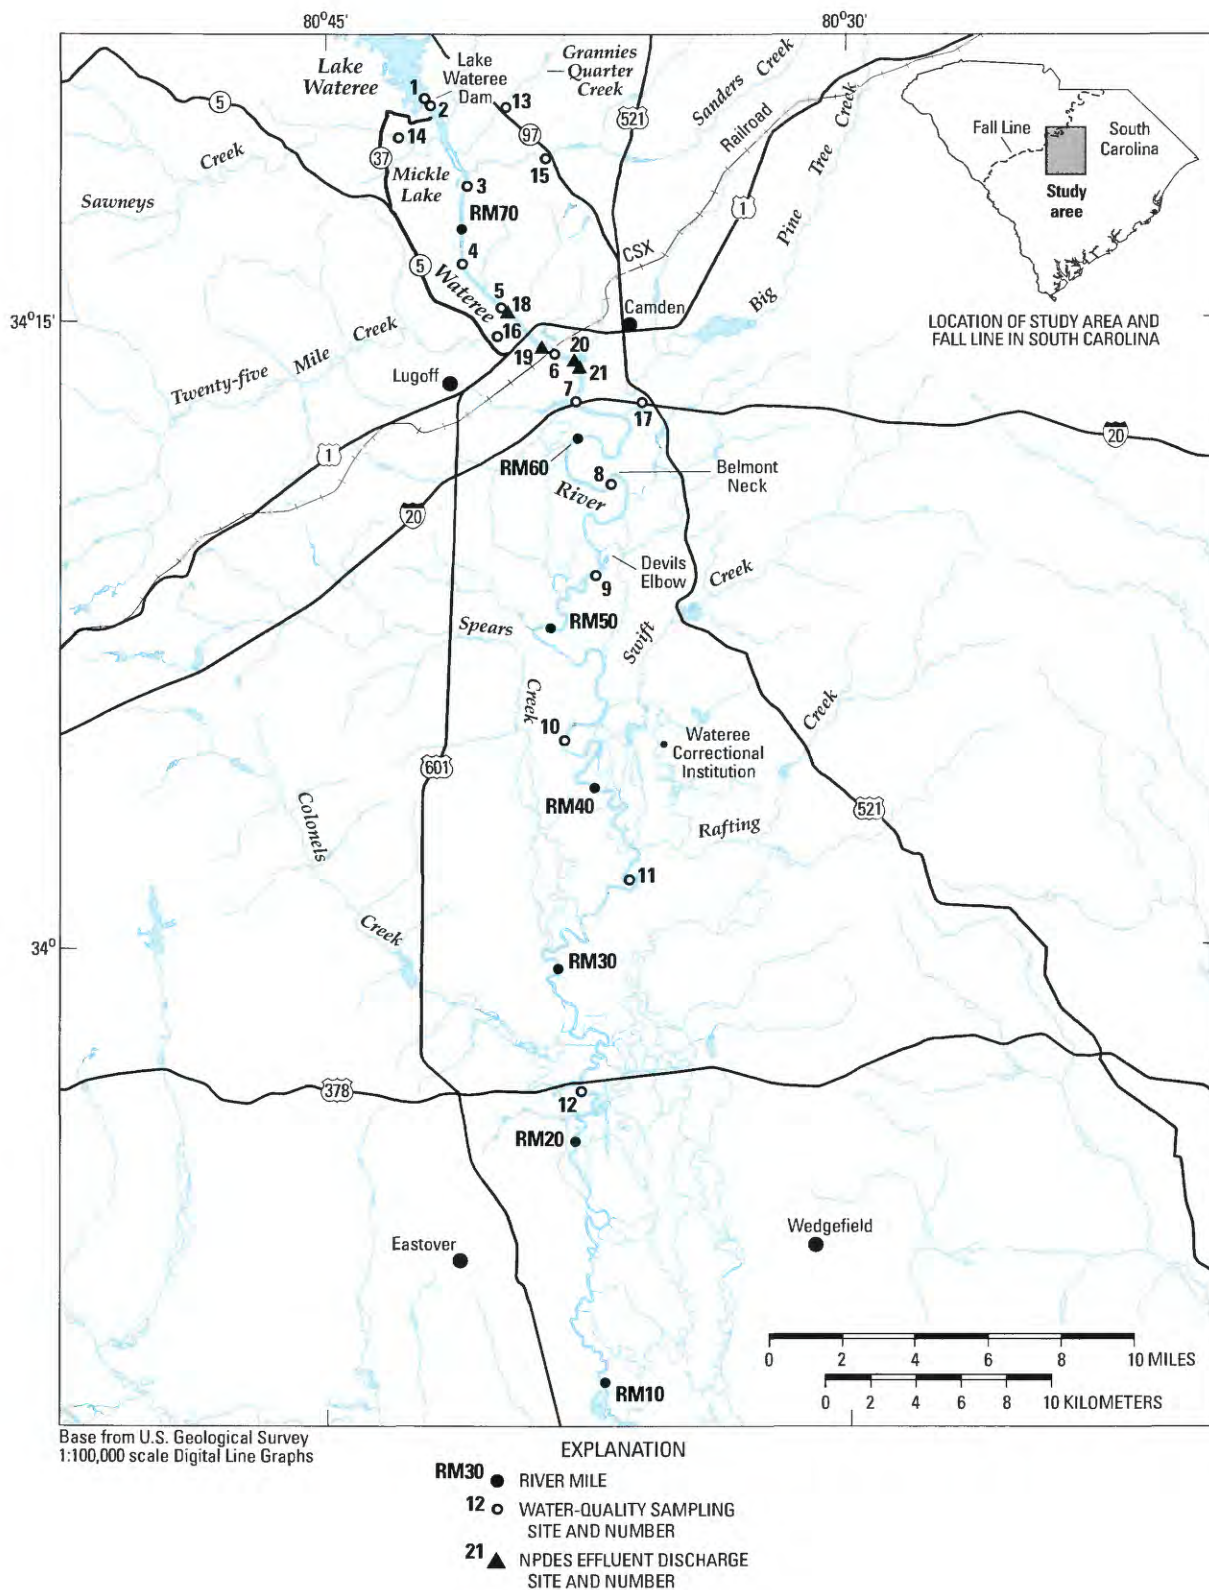 80°45'
80°30'
Lake
Wateree
Lake
Wateree
Dam
Grannies
Quarter
Creek
Sanders Creek
521
Railroad
Big Pine Tree Creek
Fall Line
South
Carolina
Study
area
LOCATION OF STUDY AREA AND
FALL LINE IN SOUTH CAROLINA
1
2
13
5
14
97
37
15
Sawneys Creek
Mickle
Lake
3
RM70
1
4
5
CSX
Wateree
5
18
Camden
34°15'
16
20
19
6
21
Twenty-five Mile Creek
Lugoff
7
17
20
1
RM60
8
Belmont
Neck
River
20
Devils
Elbow
9
Creek
Spears
RM50
Swift
Creek
10
Creek
Wateree
Correctional
Institution
601
RM40
521
Rafting
Colonels
11
Creek
34°
RM30
378
12
RM20
Eastover
Wedgefield
0 2 4 6 8 10 MILES
0 2 4 6 8 10 KILOMETERS
RM10
Base from U.S. Geological Survey
1:100,000 scale Digital Line Graphs
EXPLANATION
RM30 RIVER MILE
12 WATER-QUALITY SAMPLING
SITE AND NUMBER
21 NPDES EFFLUENT DISCHARGE
SITE AND NUMBER